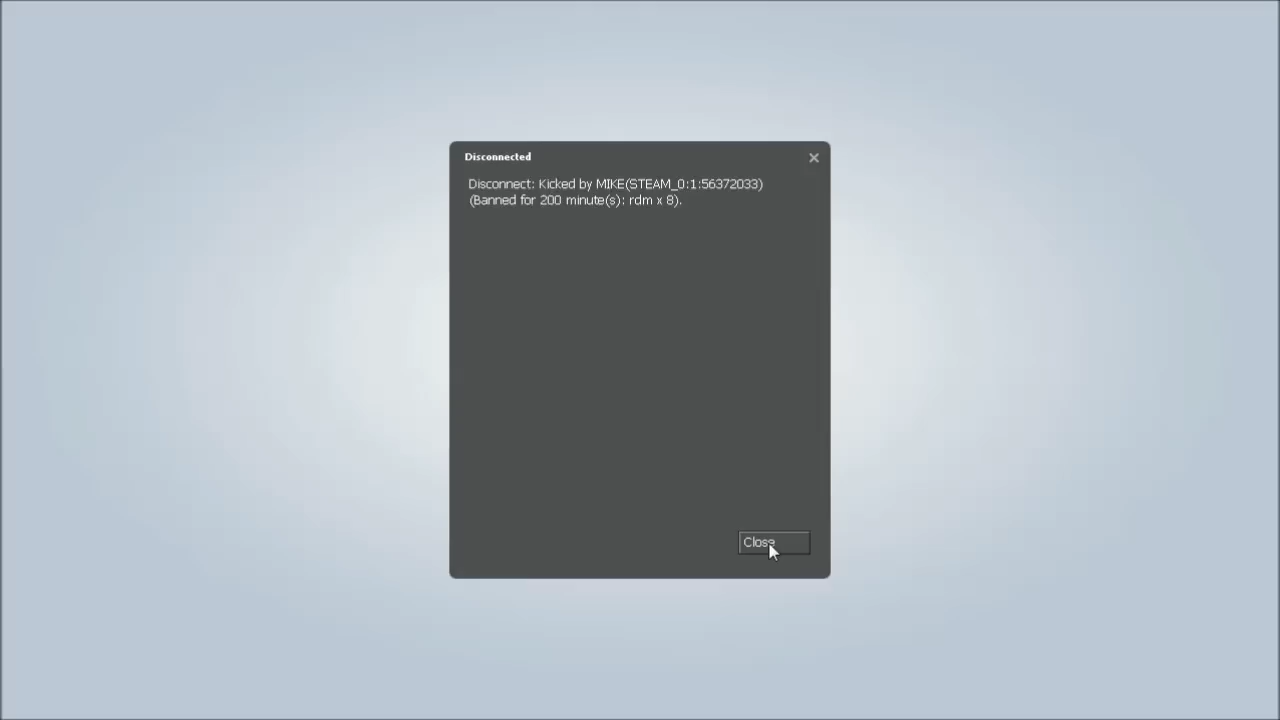 Disconnected
Disconnect: Kicked by MIKE(STEAM_0:1:56372033)
(Banned for 200 minute(s): rdm x 8).
Close